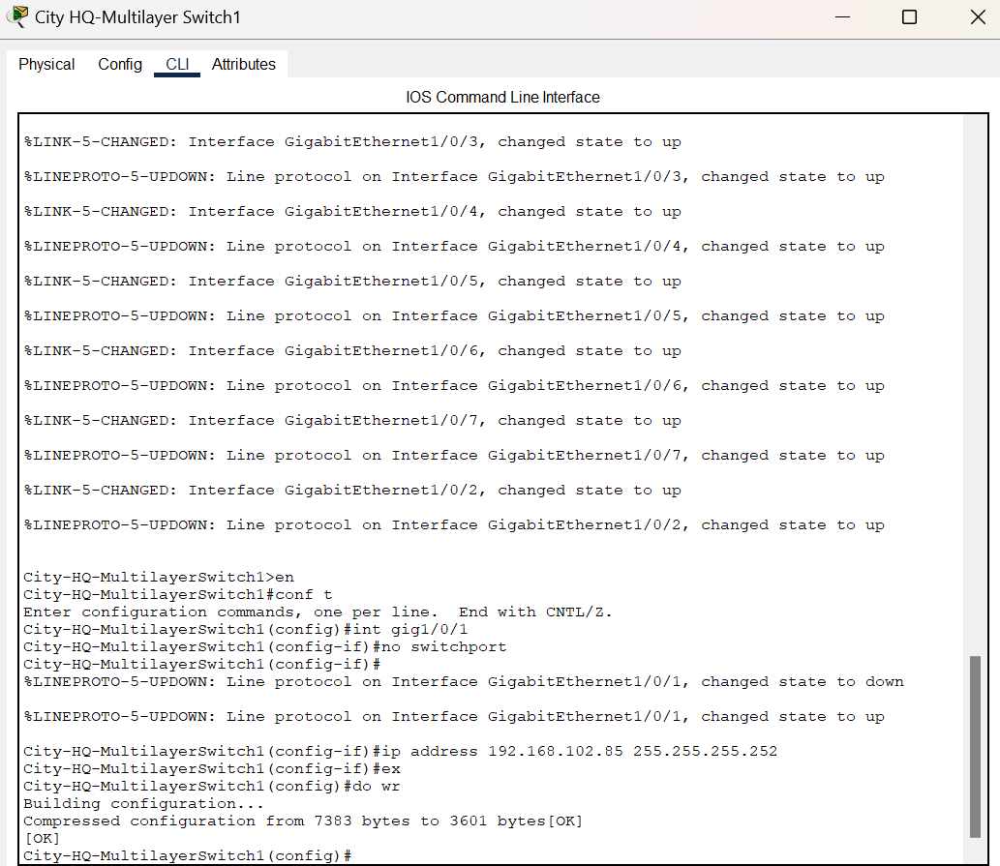 City HQ-Multilayer Switch1
Physical Config CLI Attributes
IOS Command Line Interface
%LINK-5-CHANGED: Interface GigabitEthernet1/0/3, changed state to up
%LINEPROTO-5-UPDOWN: Line protocol on Interface GigabitEthernet1/0/3, changed state to up
%LINK-5-CHANGED: Interface GigabitEthernet1/0/4, changed state to up
%LINEPROTO-5-UPDOWN: Line protocol on Interface GigabitEthernet1/0/4, changed state to up
%LINK-5-CHANGED: Interface GigabitEthernet1/0/5, changed state to up
%LINEPROTO-5-UPDOWN: Line protocol on Interface GigabitEthernet1/0/5, changed state to up
%LINK-5-CHANGED: Interface GigabitEthernet1/0/6, changed state to up
%LINEPROTO-5-UPDOWN: Line protocol on Interface GigabitEthernet1/0/6, changed state to up
%LINK-5-CHANGED: Interface GigabitEthernet1/0/7, changed state to up
%LINEPROTO-5-UPDOWN: Line protocol on Interface GigabitEthernet1/0/7, changed state to up
%LINK-5-CHANGED: Interface GigabitEthernet1/0/2, changed state to up
%LINEPROTO-5-UPDOWN: Line protocol on Interface GigabitEthernet1/0/2, changed state to up
City-HQ-MultilayerSwitch1>en
City-HQ-MultilayerSwitch1#conf t
Enter configuration commands, one per line.  End with CNTL/Z.
City-HQ-MultilayerSwitch1(config)#int gig1/0/1
City-HQ-MultilayerSwitch1(config-if)#no switchport
City-HQ-MultilayerSwitch1(config-if)#
%LINEPROTO-5-UPDOWN: Line protocol on Interface GigabitEthernet1/0/1, changed state to down
%LINEPROTO-5-UPDOWN: Line protocol on Interface GigabitEthernet1/0/1, changed state to up
City-HQ-MultilayerSwitch1(config-if)#ip address 192.168.102.85 255.255.255.252
City-HQ-MultilayerSwitch1(config-if)#ex
City-HQ-MultilayerSwitch1(config)#do wr
Building configuration...
Compressed configuration from 7383 bytes to 3601 bytes[OK]
[OK]
City-HQ-MultilayerSwitch1(config)#